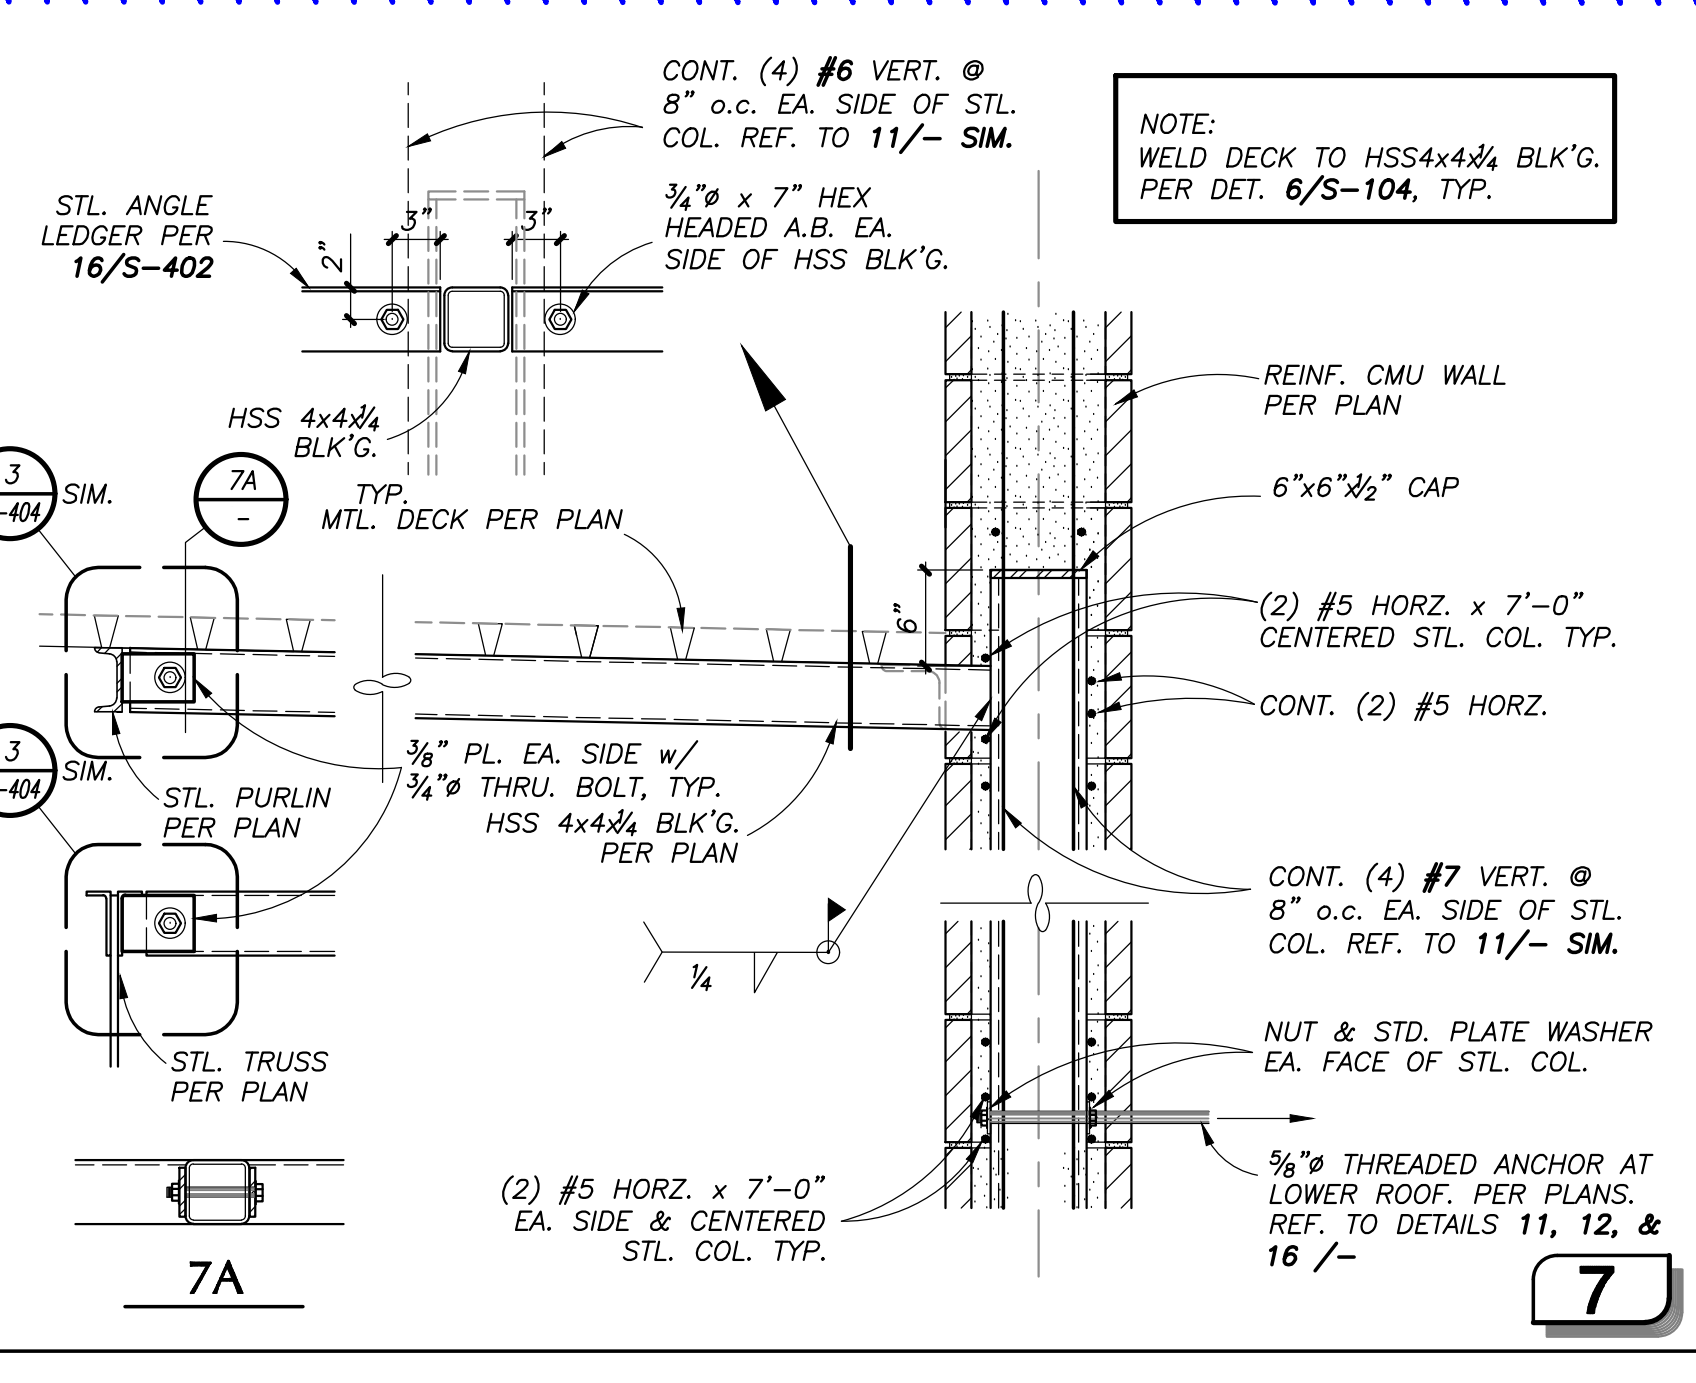 CONT. (4) #6 VERT. @
8" o.c. EA. SIDE OF STL.
COL. REF. TO 11/- SIM.
NOTE:
WELD DECK TO HSS4x4x1/4 BLK'G.
PER DET. 6/S-104, TYP.
STL. ANGLE
LEDGER PER
16/S-402
3"
3"
2"
3/4"ø x 7" HEX
HEADED A.B. EA.
SIDE OF HSS BLK'G.
REINF. CMU WALL
PER PLAN
HSS 4x4x1/4
BLK'G.
3
-404
SIM.
7A
-
TYP.
MTL. DECK PER PLAN
6"x6"x1/2" CAP
6"
(2) #5 HORZ. x 7'-0"
CENTERED STL. COL. TYP.
CONT. (2) #5 HORZ.
3
-404
SIM.
STL. PURLIN
PER PLAN
3/8" PL. EA. SIDE w/
3/4"ø THRU. BOLT, TYP.
HSS 4x4x1/4 BLK'G.
PER PLAN
CONT. (4) #7 VERT. @
8" o.c. EA. SIDE OF STL.
COL. REF. TO 11/- SIM.
1/4
STL. TRUSS
PER PLAN
NUT & STD. PLATE WASHER
EA. FACE OF STL. COL.
(2) #5 HORZ. x 7'-0"
EA. SIDE & CENTERED
STL. COL. TYP.
5/8"ø THREADED ANCHOR AT
LOWER ROOF. PER PLANS.
REF. TO DETAILS 11, 12, &
16 /-
7A
7